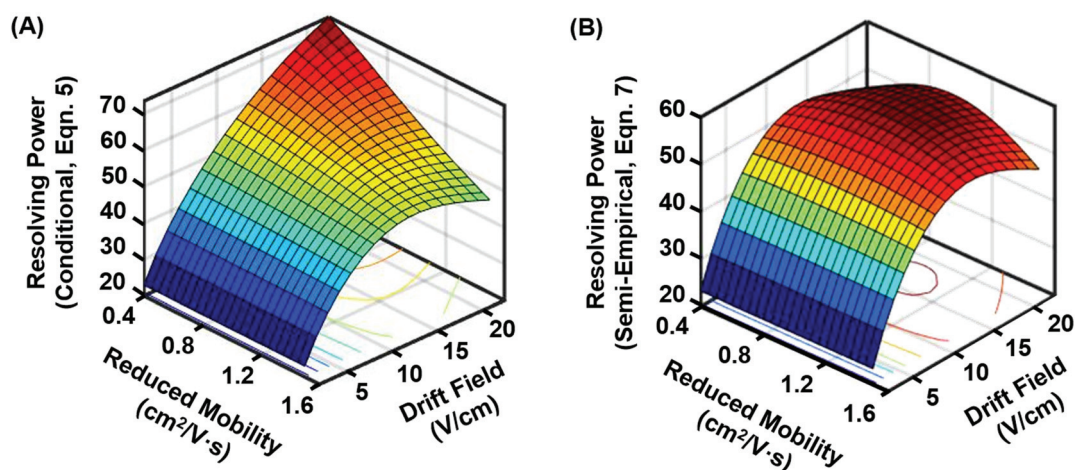 (A)
Resolving Power
(Conditional, Eqn. 5)
70
60
50
40
30
20
0.4
0.8
1.2
1.6
Reduced Mobility
(cm²/V·s)
5
10
15
20
Drift Field
(V/cm)
(B)
Resolving Power
(Semi-Empirical, Eqn. 7)
60
50
40
30
20
0.4
0.8
1.2
1.6
Reduced Mobility
(cm²/V·s)
5
10
15
20
Drift Field
(V/cm)